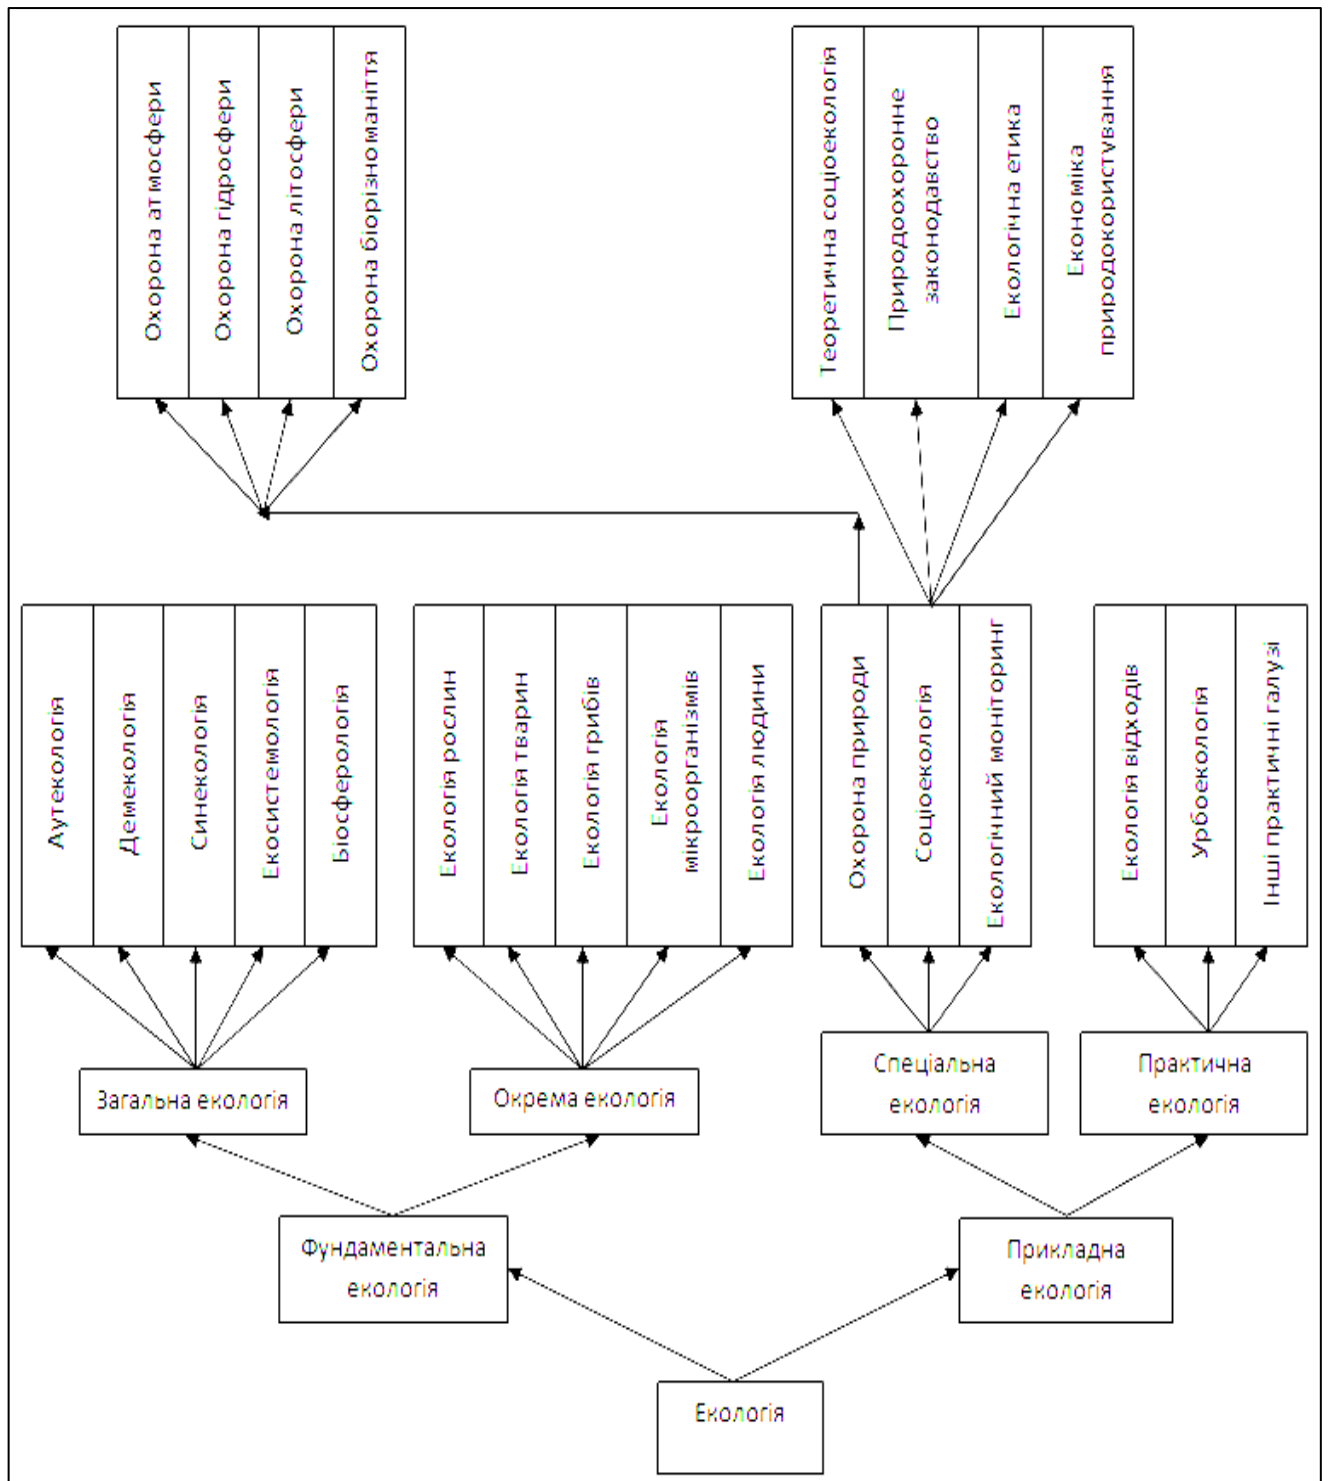 Охорона атмосфери
Охорона гідросфери
Охорона літосфери
Охорона біорізноманіття
Теоретична соціоекологія
Природоохоронне
законодавство
Екологічна етика
Економіка
природокористування
Аутекологія
Демекологія
Синекологія
Екосистемологія
Біосферологія
Екологія рослин
Екологія тварин
Екологія грибів
Екологія
мікроорганізмів
Екологія людини
Охорона природи
Соціоекологія
Екологічний моніторинг
Екологія відходів
Урбоекологія
Інші практичні галузі
Загальна екологія
Окрема екологія
Спеціальна
екологія
Практична
екологія
Фундаментальна
екологія
Прикладна
екологія
Екологія